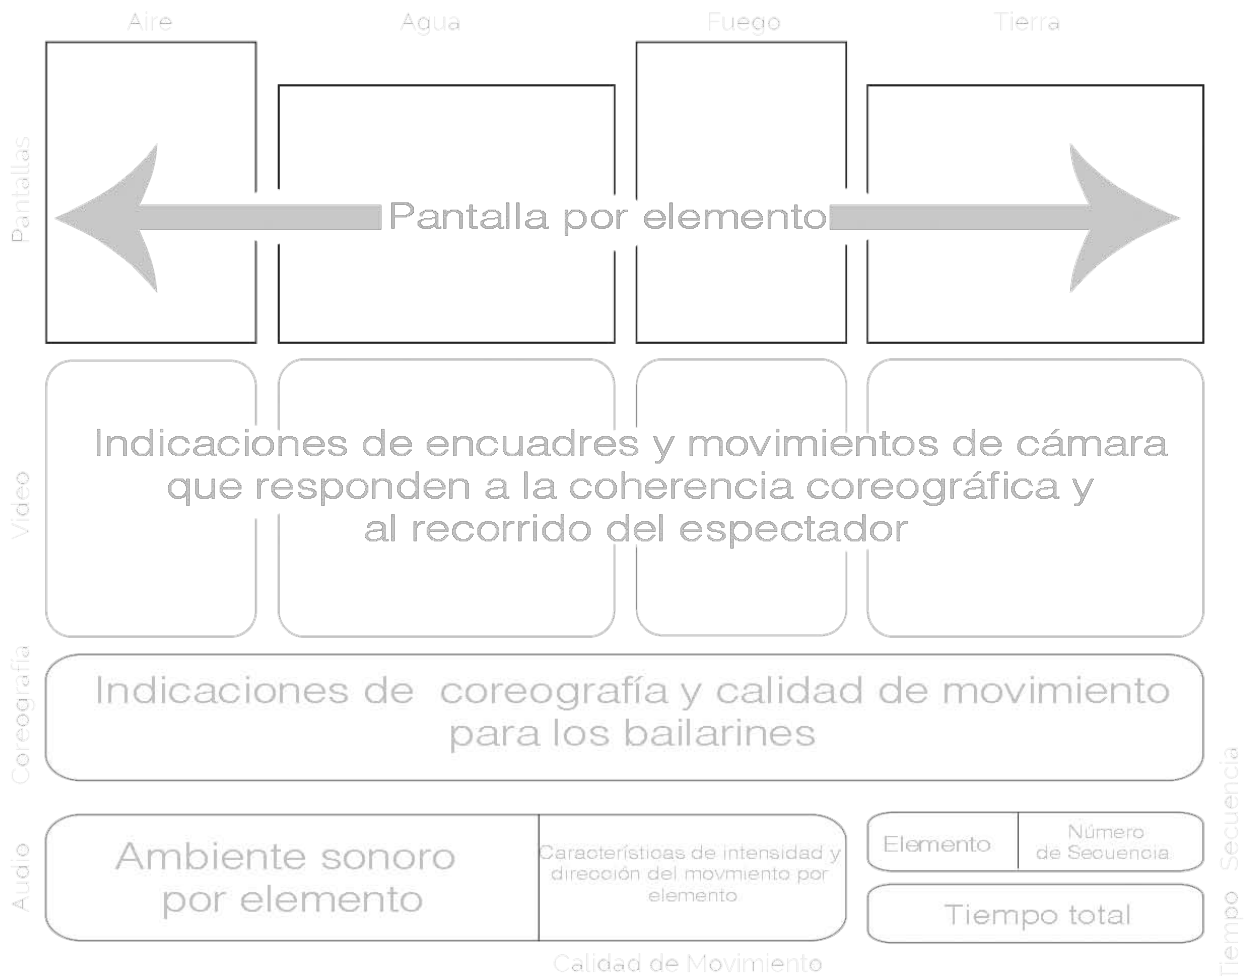 Aire
Agua
Fuego
Tierra
Pantallas
Pantalla por elemento
Video
Indicaciones de encuadres y movimientos de cámara
que responden a la coherencia coreográfica y
al recorrido del espectador
Coreografía
Indicaciones de coreografía y calidad de movimiento
para los bailarines
Audio
Ambiente sonoro
por elemento
Características de intensidad y
dirección del movmiento por
elemento
Elemento
Número
de Secuencia
Tiempo total
Tiempo Secuencia
Calidad de Movimiento